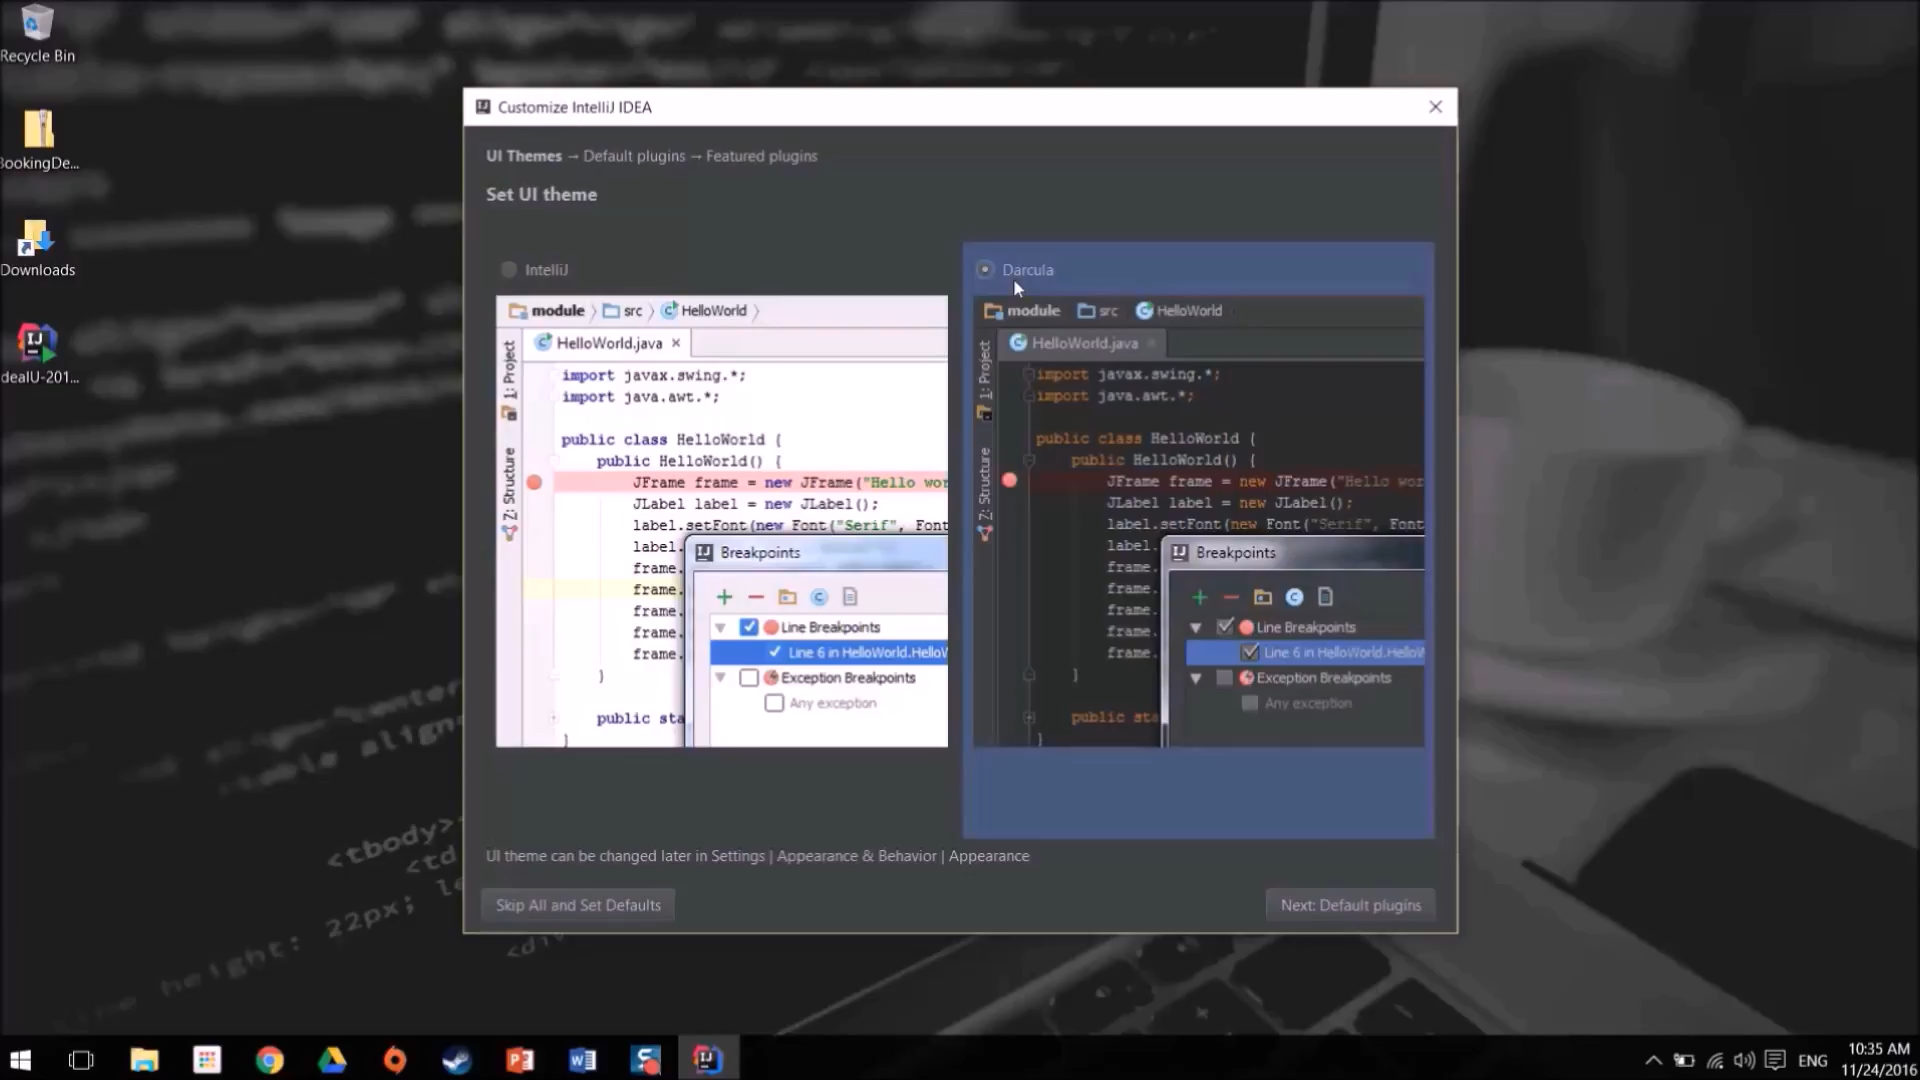 Recycle Bin
BookingDe...
Downloads
IdeaIU-201...
Customize IntelliJ IDEA
UI Themes → Default plugins → Featured plugins
Set UI theme
IntelliJ
module src HelloWorld
HelloWorld.java
1: Project
Z: Structure
import javax.swing.*;
import java.awt.*;
public class HelloWorld {
public HelloWorld() {
JFrame frame = new JFrame("Hello wor
JLabel label = new JLabel();
label.setFont(new Font("Serif", Font
label.
frame.
frame.
frame.
frame.
frame.
}
public sta
}
Breakpoints
Line Breakpoints
Line 6 in HelloWorld.HelloW
Exception Breakpoints
Any exception
Darcula
module src HelloWorld
HelloWorld.java
1: Project
Z: Structure
import javax.swing.*;
import java.awt.*;
public class HelloWorld {
public HelloWorld() {
JFrame frame = new JFrame("Hello wor
JLabel label = new JLabel();
label.setFont(new Font("Serif", Font
label.
frame.
frame.
frame.
frame.
frame.
}
public sta
}
Breakpoints
Line Breakpoints
Line 6 in HelloWorld.HelloW
Exception Breakpoints
Any exception
UI theme can be changed later in Settings | Appearance & Behavior | Appearance
Skip All and Set Defaults
Next: Default plugins
<tbody>
<td
22px;
height:
<div
ENG
10:35 AM
11/24/2016